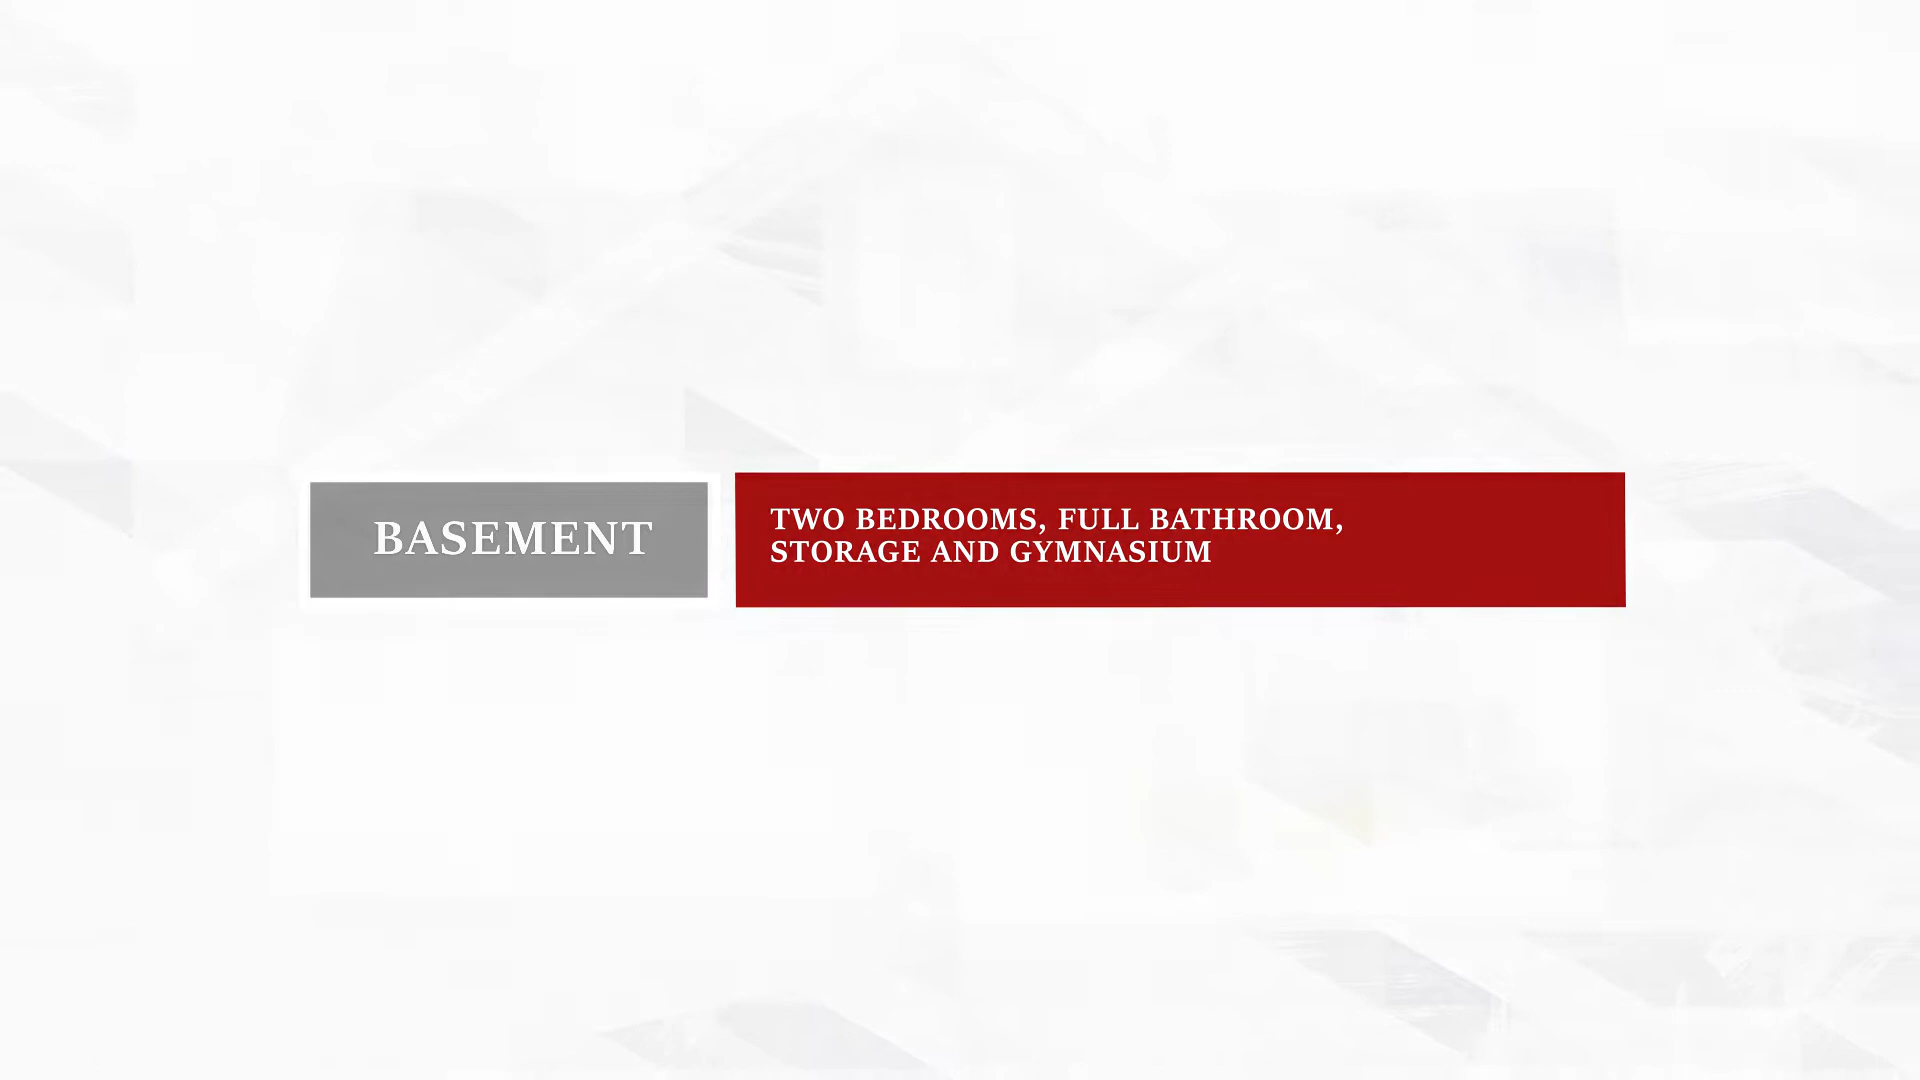 BASEMENT
TWO BEDROOMS, FULL BATHROOM,
STORAGE AND GYMNASIUM